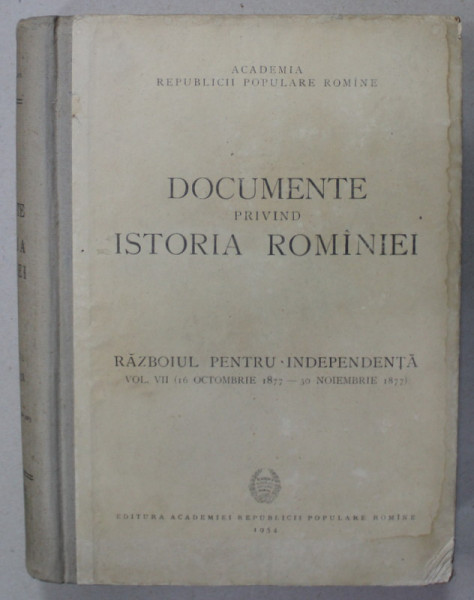 ACADEMIA
REPUBLICII POPULARE ROMÎNE
DOCUMENTE
PRIVIND
ISTORIA ROMÎNIEI
RĂZBOIUL PENTRU INDEPENDENȚĂ
VOL. VII (16 OCTOMBRIE 1877 — 30 NOIEMBRIE 1877)
EDITURA ACADEMIEI REPUBLICII POPULARE ROMÎNE
1954